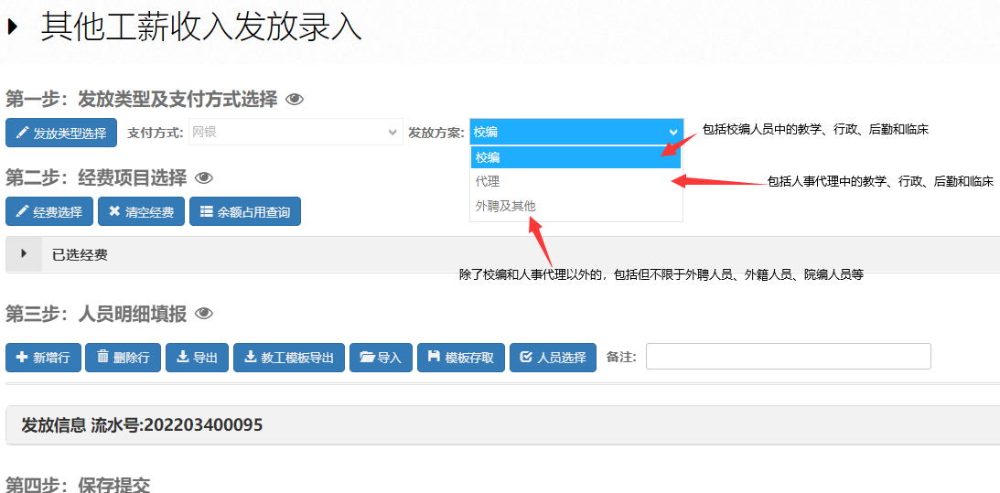 其他工薪收入发放录入
第一步：发放类型及支付方式选择
发放类型选择 支付方式: 网银 发放方案: 校编
包括校编人员中的教学、行政、后勤和临床
校编
第二步：经费项目选择
代理
包括人事代理中的教学、行政、后勤和临床
外聘及其他
经费选择 清空经费 余额占用查询
已选经费
除了校编和人事代理以外的，包括但不限于外聘人员、外籍人员、院编人员等
第三步：人员明细填报
新增行 删除行 导出 教工模板导出 导入 模板存取 人员选择 备注:
发放信息 流水号:202203400095
第四步：保存提交